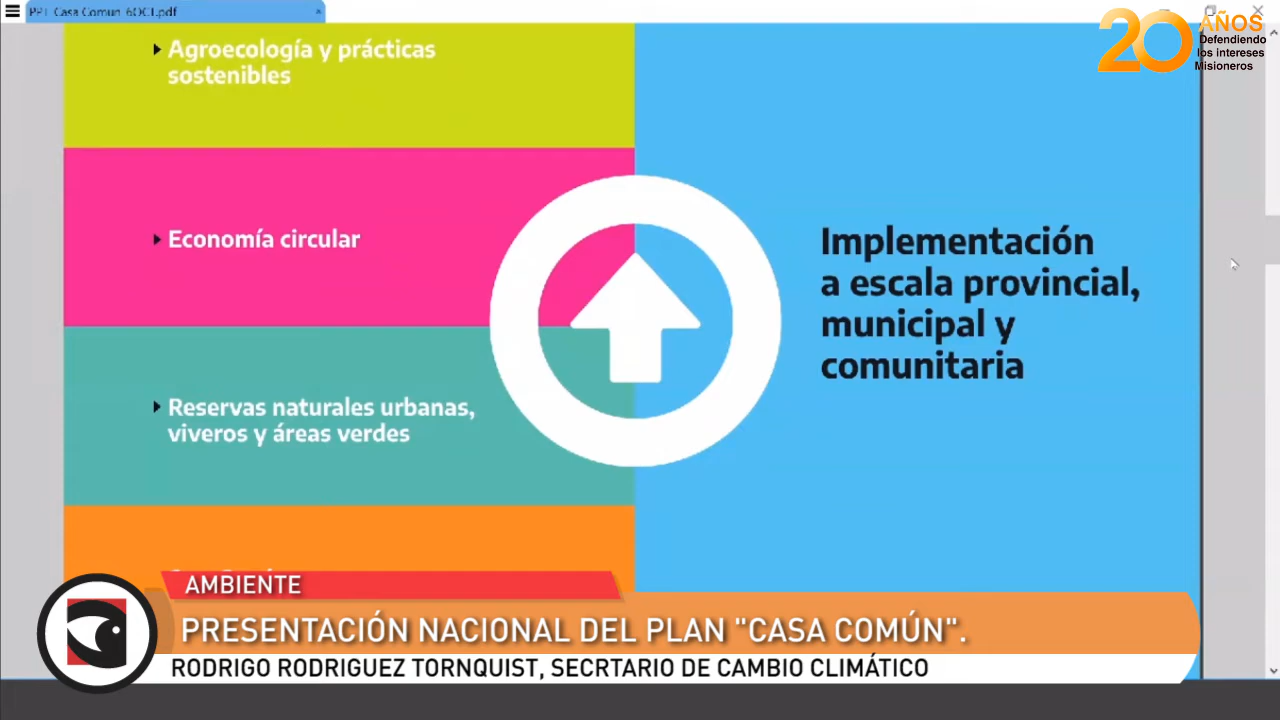 PPT Casa Comun_6OCT.pdf
20 AÑOS
Defendiendo
los intereses
Misioneros
Agroecología y prácticas
sostenibles
Economía circular
Reservas naturales urbanas,
viveros y áreas verdes
Implementación
a escala provincial,
municipal y
comunitaria
AMBIENTE
PRESENTACIÓN NACIONAL DEL PLAN "CASA COMÚN".
RODRIGO RODRIGUEZ TORNQUIST, SECRTARIO DE CAMBIO CLIMÁTICO